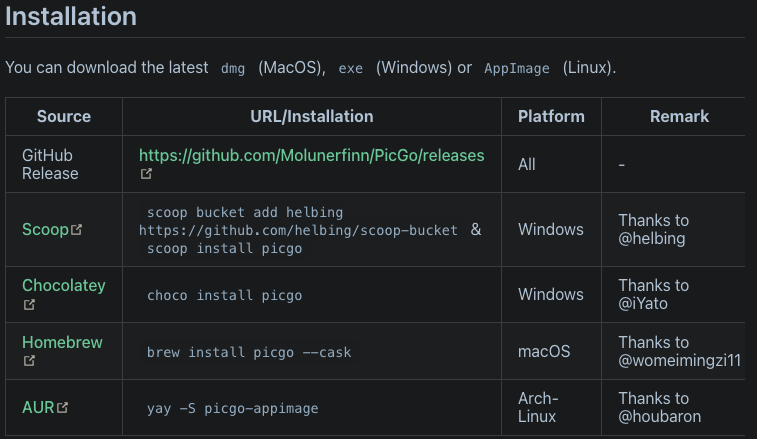 Installation
You can download the latest dmg (MacOS), exe (Windows) or AppImage (Linux).
Source URL/Installation Platform Remark
GitHub Release https://github.com/Molunerfinn/PicGo/releases All -
Scoop scoop bucket add helbing https://github.com/helbing/scoop-bucket & scoop install picgo Windows Thanks to @helbing
Chocolatey choco install picgo Windows Thanks to @iYato
Homebrew brew install picgo --cask macOS Thanks to @womeimingzi11
AUR yay -S picgo-appimage Arch-Linux Thanks to @houbaron